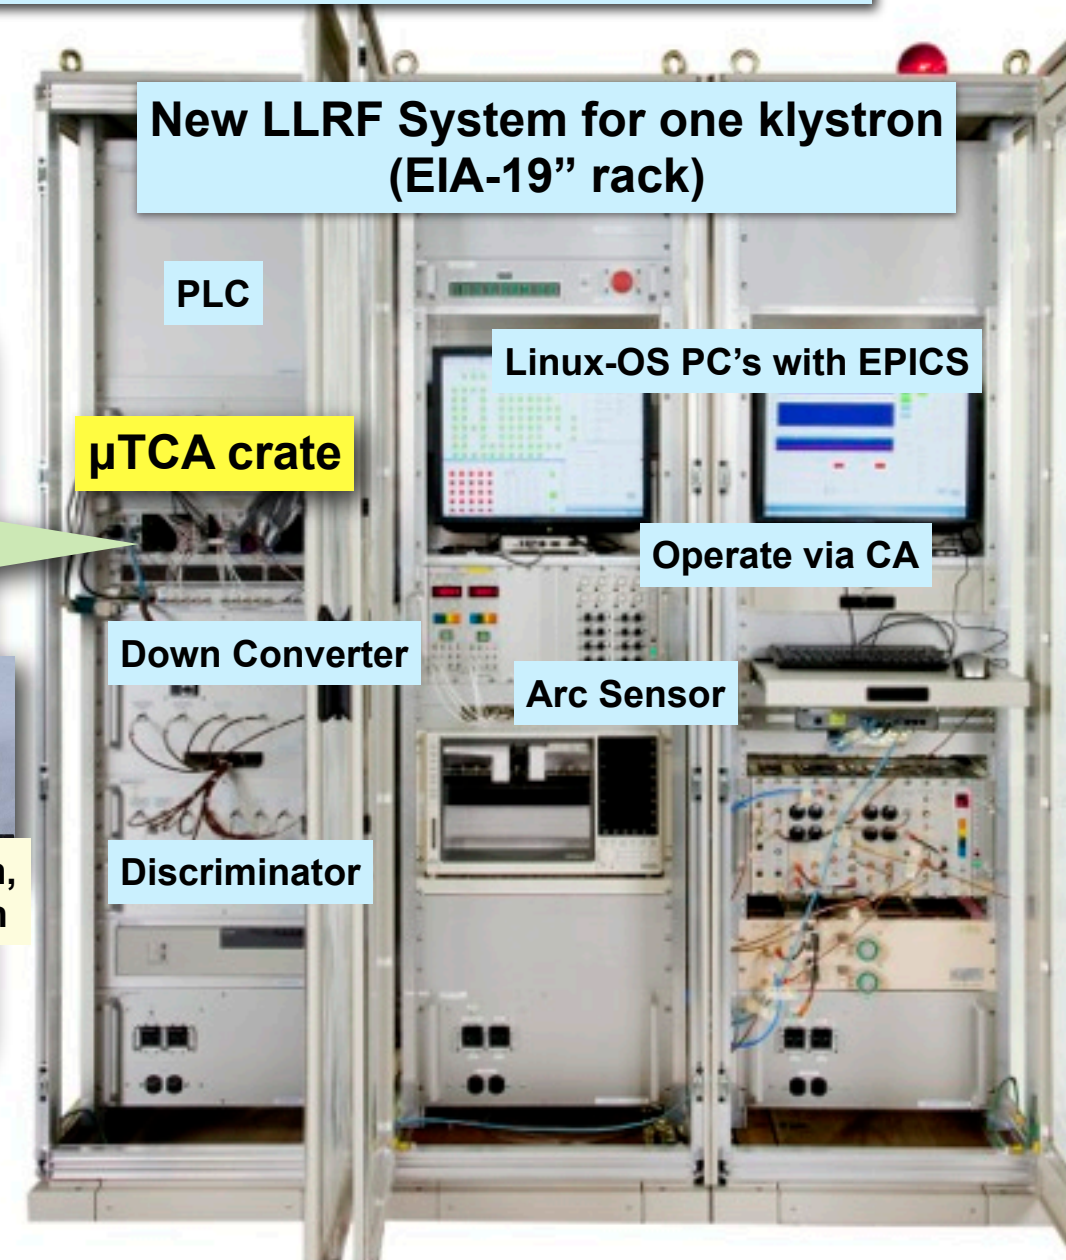 New LLRF System for one klystron
(EIA-19” rack)
PLC
Linux-OS PC’s with EPICS
µTCA crate
Operate via CA
Down Converter
Arc Sensor
Discriminator